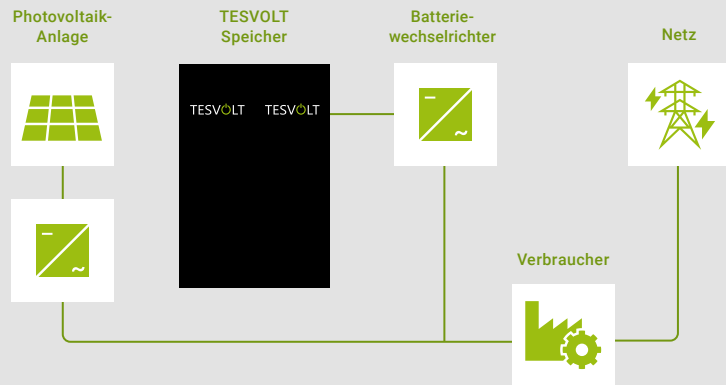 Photovoltaik-
Anlage
TESVOLT
Speicher
Batterie-
wechselrichter
Netz
TESVOLT TESVOLT
Verbraucher